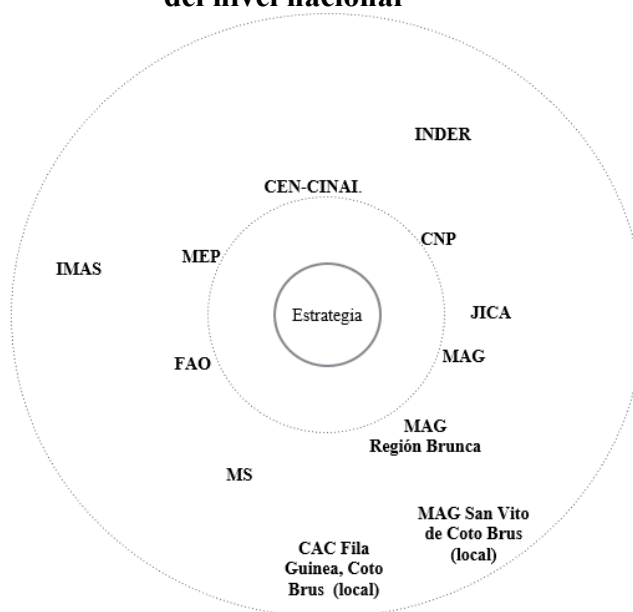 del nivel nacional
INDER
CEN-CINAI.
CNP
MEP
IMAS
JICA
Estrategia
MAG
FAO
MAG
Región Brunca
MS
MAG San Vito
de Coto Brus
(local)
CAC Fila
Guinea, Coto
Brus (local)